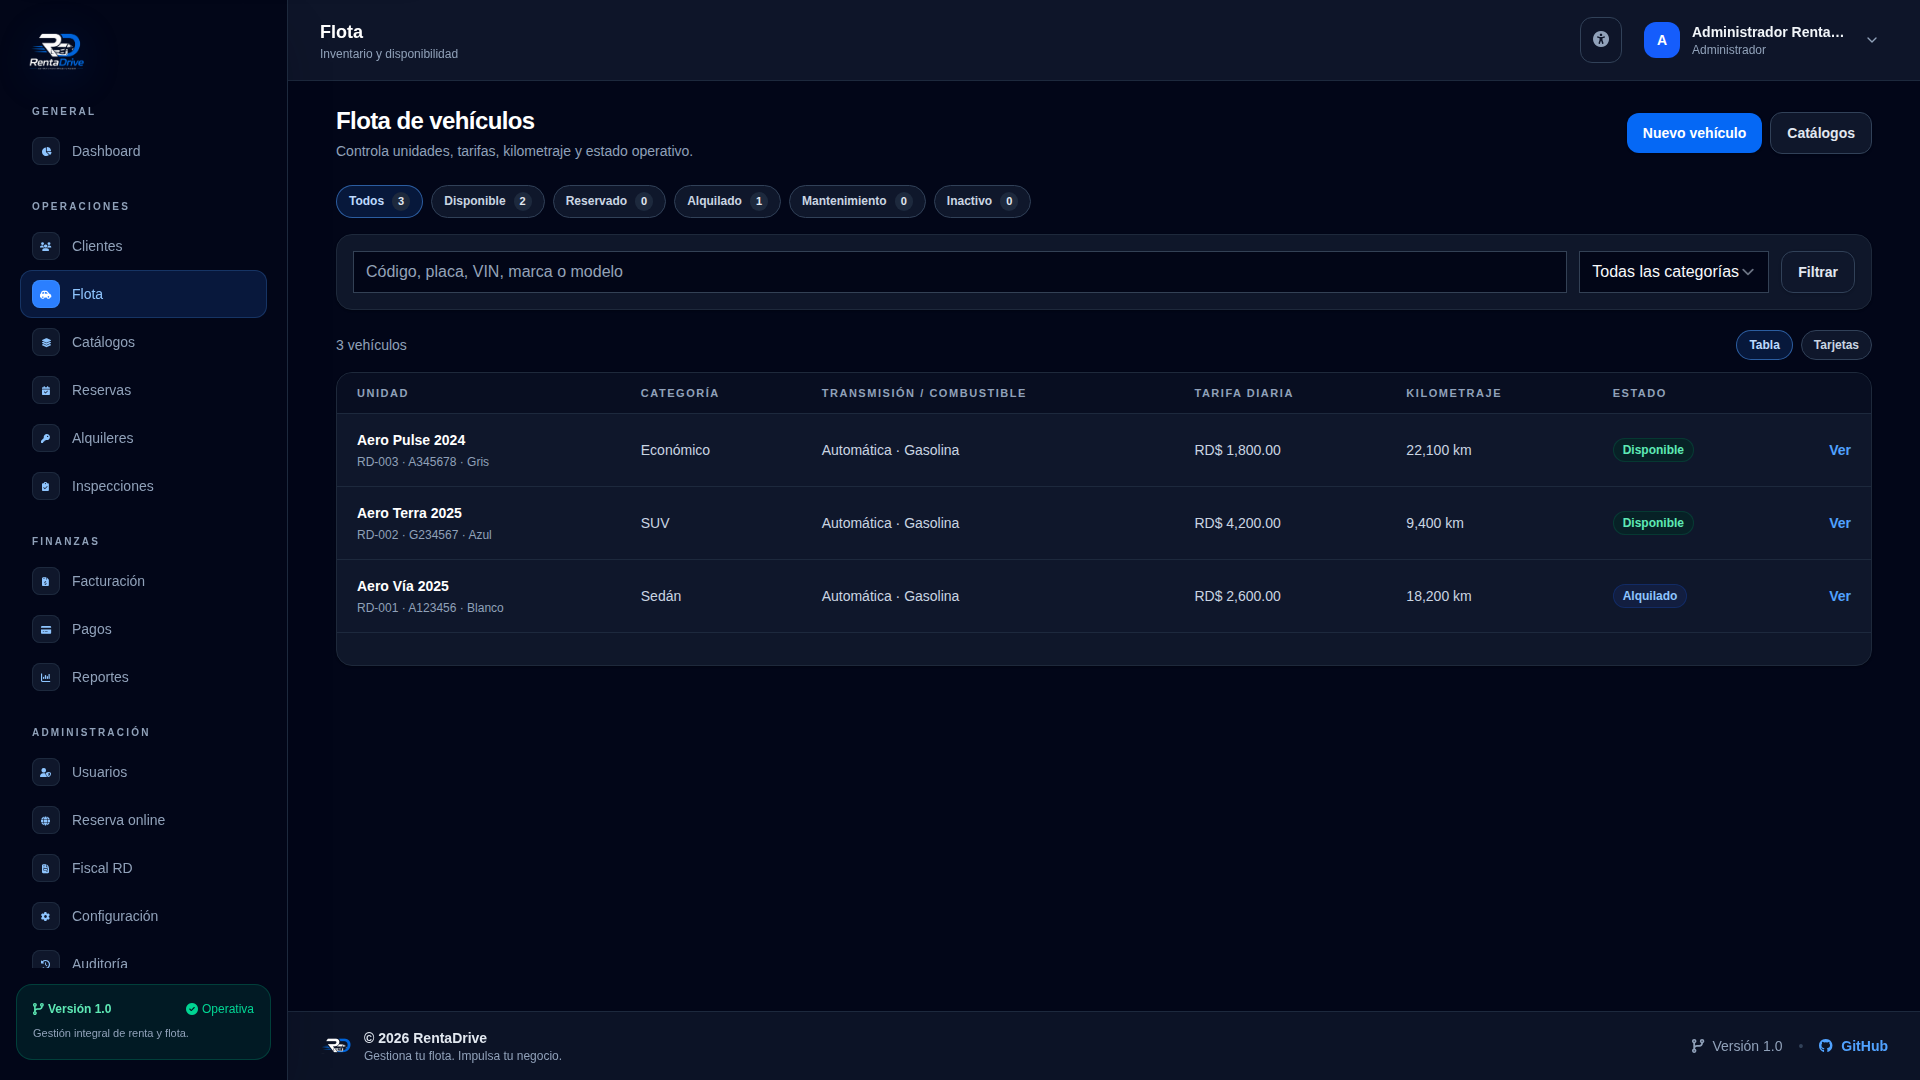 RentaDrive
GENERAL
Dashboard
OPERACIONES
Clientes
Flota
Catálogos
Reservas
Alquileres
Inspecciones
FINANZAS
Facturación
Pagos
Reportes
ADMINISTRACIÓN
Usuarios
Reserva online
Fiscal RD
Configuración
Auditoría
Versión 1.0 Operativa
Gestión integral de renta y flota.
Flota
Inventario y disponibilidad
A
Administrador Renta…
Administrador
Flota de vehículos
Controla unidades, tarifas, kilometraje y estado operativo.
Nuevo vehículo Catálogos
Todos 3 Disponible 2 Reservado 0 Alquilado 1 Mantenimiento 0 Inactivo 0
Código, placa, VIN, marca o modelo Todas las categorías Filtrar
3 vehículos Tabla Tarjetas
UNIDAD CATEGORÍA TRANSMISIÓN / COMBUSTIBLE TARIFA DIARIA KILOMETRAJE ESTADO
Aero Pulse 2024
RD-003 · A345678 · Gris
Económico Automática · Gasolina RD$ 1,800.00 22,100 km Disponible Ver
Aero Terra 2025
RD-002 · G234567 · Azul
SUV Automática · Gasolina RD$ 4,200.00 9,400 km Disponible Ver
Aero Vía 2025
RD-001 · A123456 · Blanco
Sedán Automática · Gasolina RD$ 2,600.00 18,200 km Alquilado Ver
© 2026 RentaDrive
Gestiona tu flota. Impulsa tu negocio.
Versión 1.0 • GitHub